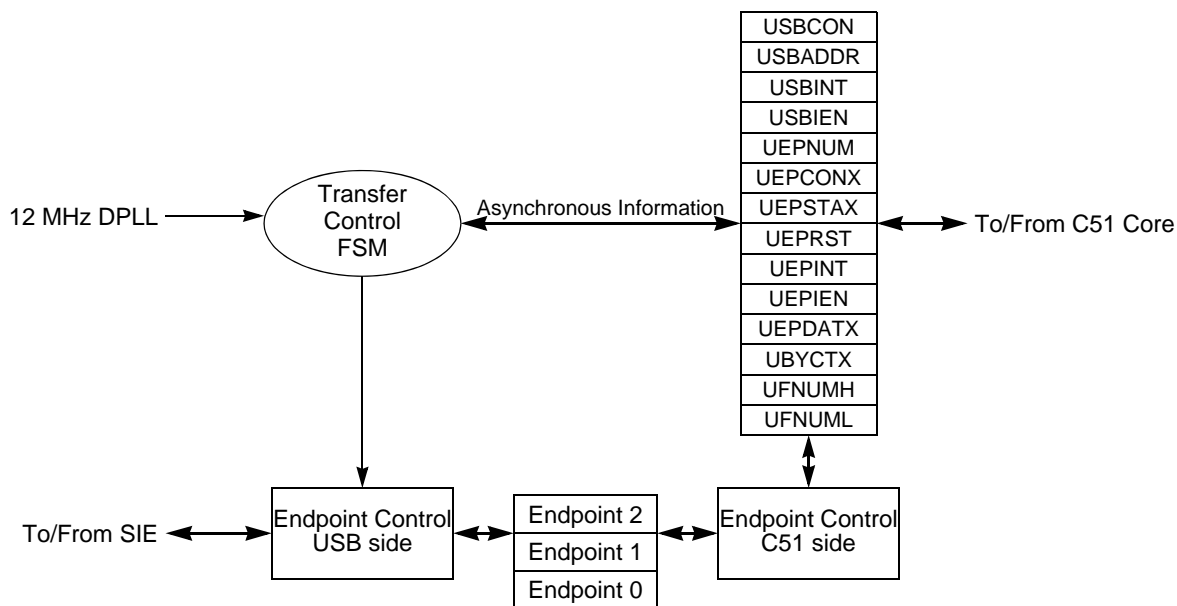 USBCON
USBADDR
USBINT
USBIEN
UEPNUM
UEPCONX
UEPSTAX
UEPRST
UEPINT
UEPIEN
UEPDATX
UBYCTX
UFNUMH
UFNUML
12 MHz DPLL
Transfer
Control
FSM
Asynchronous Information
To/From C51 Core
To/From SIE
Endpoint Control
USB side
Endpoint 2
Endpoint 1
Endpoint 0
Endpoint Control
C51 side